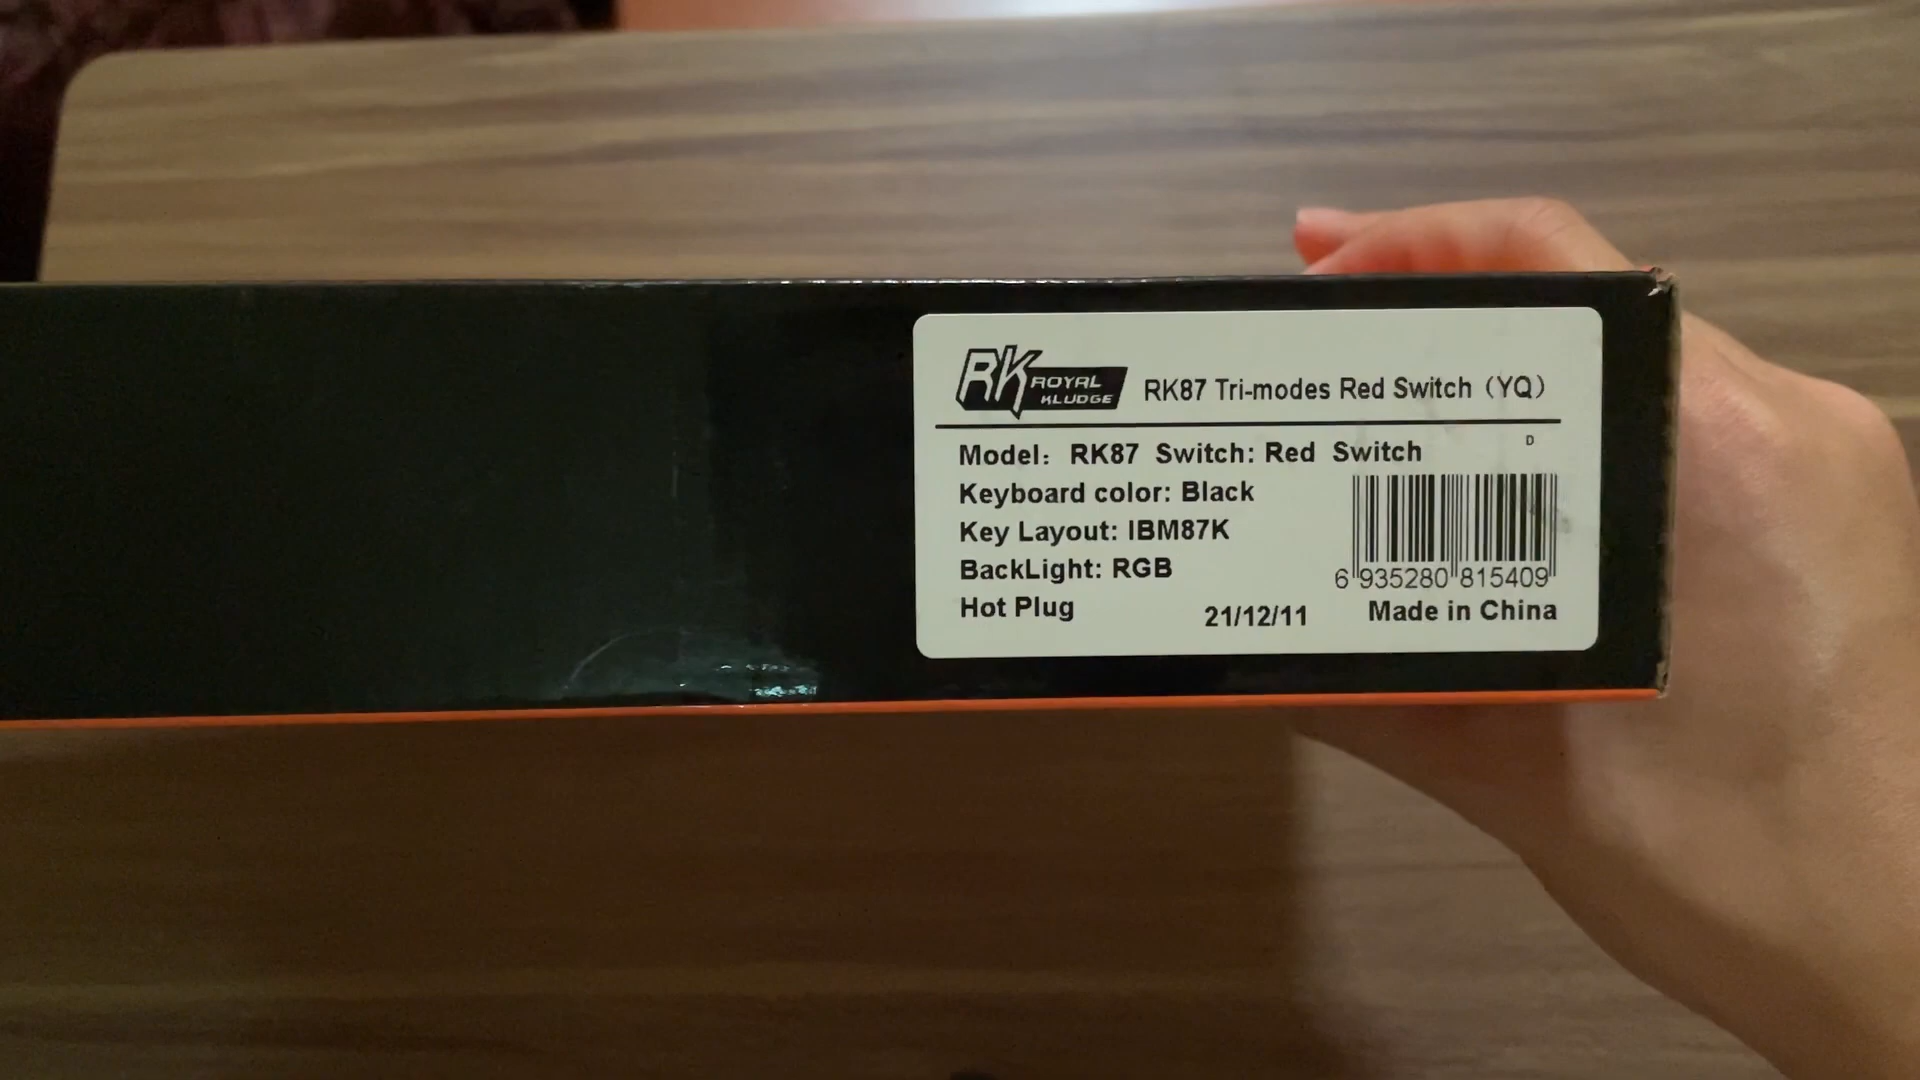 RK ROYAL KLUDGE RK87 Tri-modes Red Switch（YQ）
Model：RK87 Switch: Red Switch
D
Keyboard color: Black
Key Layout: IBM87K
BackLight: RGB
6 935280 815409
Hot Plug 21/12/11 Made in China